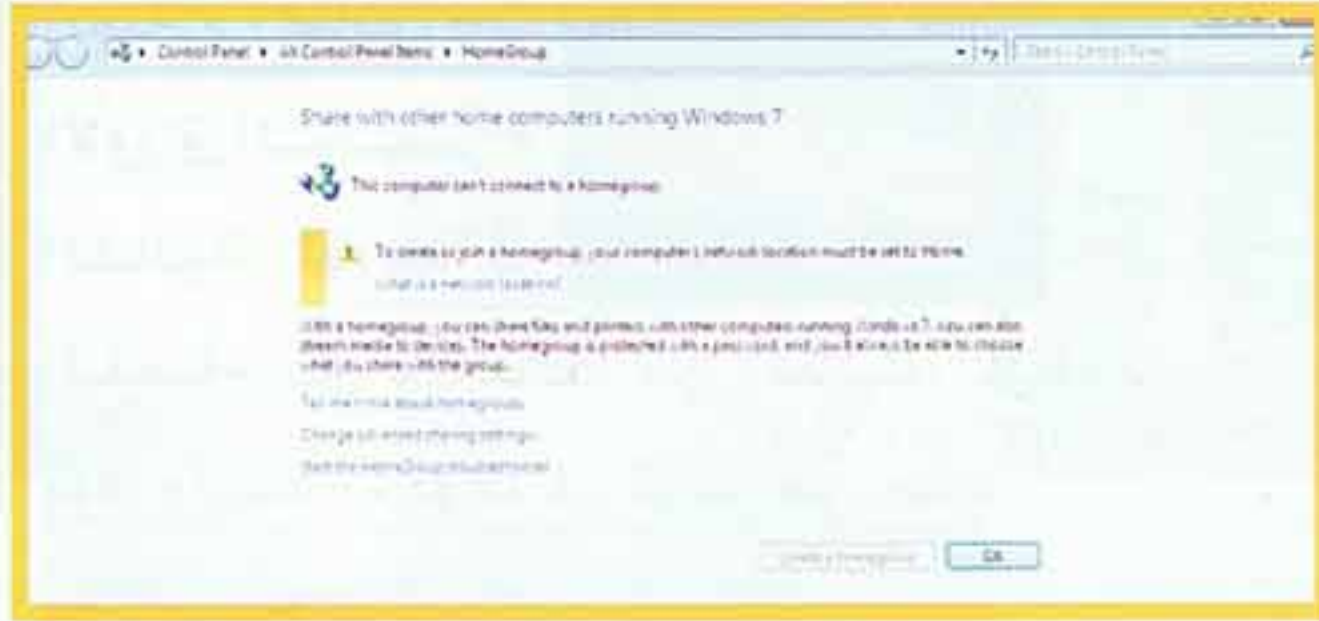 Control Panel ▸ All Control Panel Items ▸ HomeGroup
Share with other home computers running Windows 7
This computer can't connect to a homegroup.
To create or join a homegroup, your computer's network location must be set to Home.
What is a network location?
With a homegroup, you can share files and printers with other computers running Windows 7. You can also
stream media to devices. The homegroup is protected with a password, and you'll always be able to choose
what you share with the group.
Tell me more about homegroups
Change advanced sharing settings...
Start the HomeGroup troubleshooter
Create a homegroup
OK